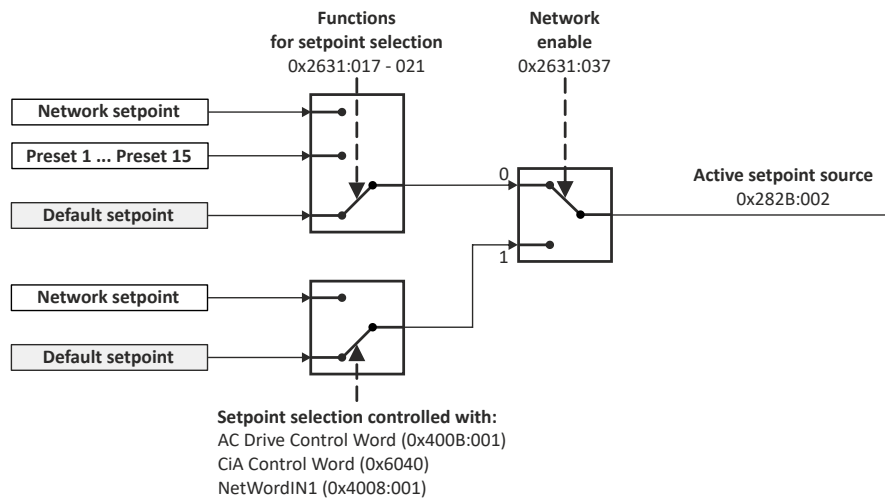 Functions
for setpoint selection
0x2631:017 - 021
Network
enable
0x2631:037
Network setpoint
Preset 1 ... Preset 15
Default setpoint
0
1
Active setpoint source
0x282B:002
Network setpoint
Default setpoint
Setpoint selection controlled with:
AC Drive Control Word (0x400B:001)
CiA Control Word (0x6040)
NetWordIN1 (0x4008:001)